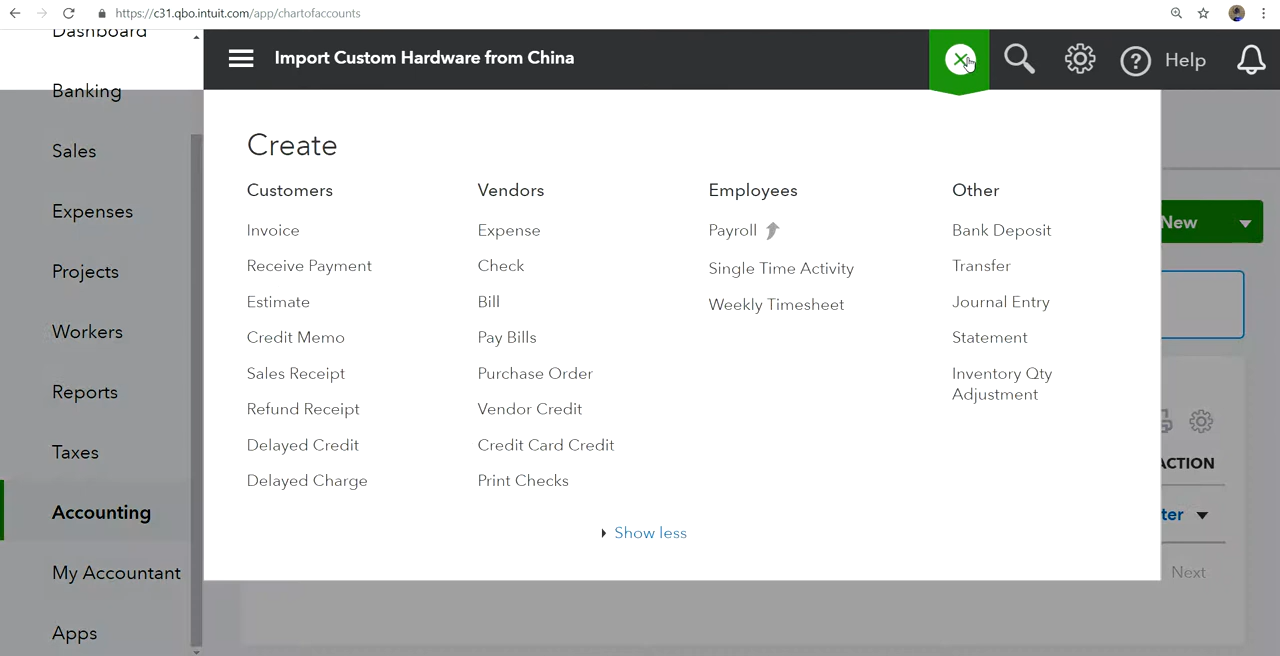 https://c31.qbo.intuit.com/app/chartofaccounts
Dashboard
Import Custom Hardware from China
Help
Banking
Sales
Expenses
Projects
Workers
Reports
Taxes
Accounting
My Accountant
Apps
Create
Customers
Invoice
Receive Payment
Estimate
Credit Memo
Sales Receipt
Refund Receipt
Delayed Credit
Delayed Charge
Vendors
Expense
Check
Bill
Pay Bills
Purchase Order
Vendor Credit
Credit Card Credit
Print Checks
Employees
Payroll
Single Time Activity
Weekly Timesheet
Other
Bank Deposit
Transfer
Journal Entry
Statement
Inventory Qty
Adjustment
Show less
New
ACTION
ter
Next